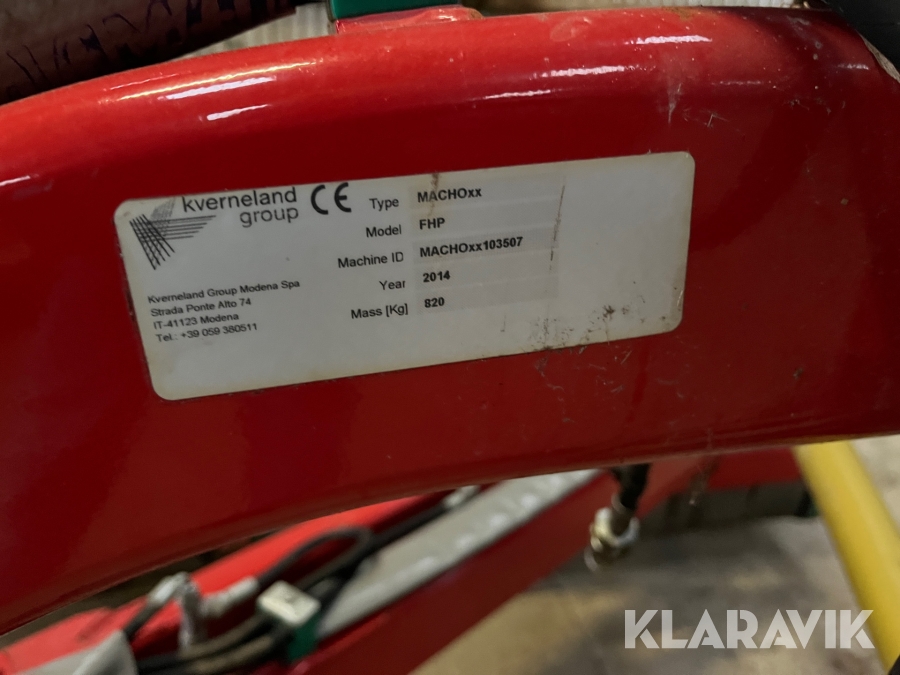 kverneland
group
CE
Type MACHOxx
Model FHP
Machine ID MACHOxx103507
Year 2014
Mass [Kg] 820
Kverneland Group Modena Spa
Strada Ponte Alto 74
IT-41123 Modena
Tel.: +39 059 380511
KLARAVIK